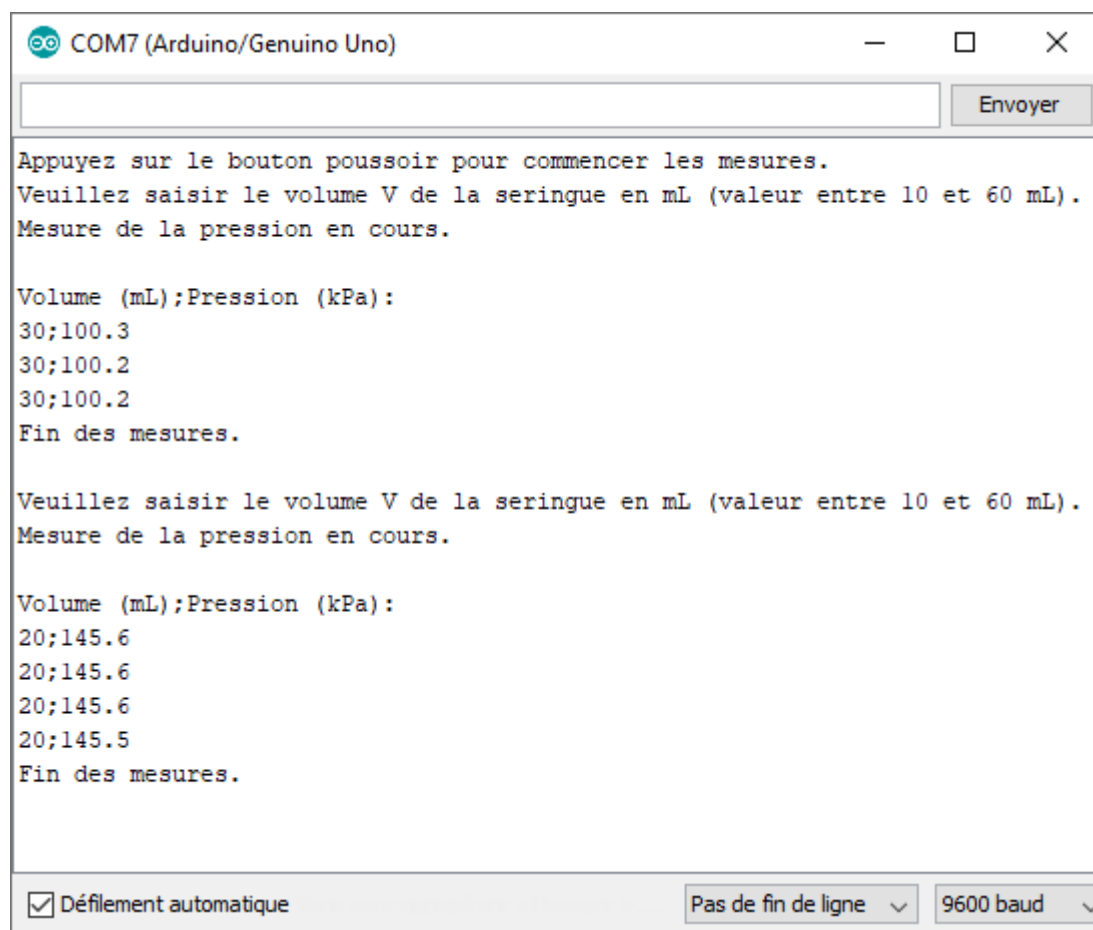 COM7 (Arduino/Genuino Uno)
Envoyer
Appuyez sur le bouton poussoir pour commencer les mesures.
Veuillez saisir le volume V de la seringue en mL (valeur entre 10 et 60 mL).
Mesure de la pression en cours.
Volume (mL);Pression (kPa):
30;100.3
30;100.2
30;100.2
Fin des mesures.
Veuillez saisir le volume V de la seringue en mL (valeur entre 10 et 60 mL).
Mesure de la pression en cours.
Volume (mL);Pression (kPa):
20;145.6
20;145.6
20;145.6
20;145.5
Fin des mesures.
Défilement automatique
Pas de fin de ligne
9600 baud